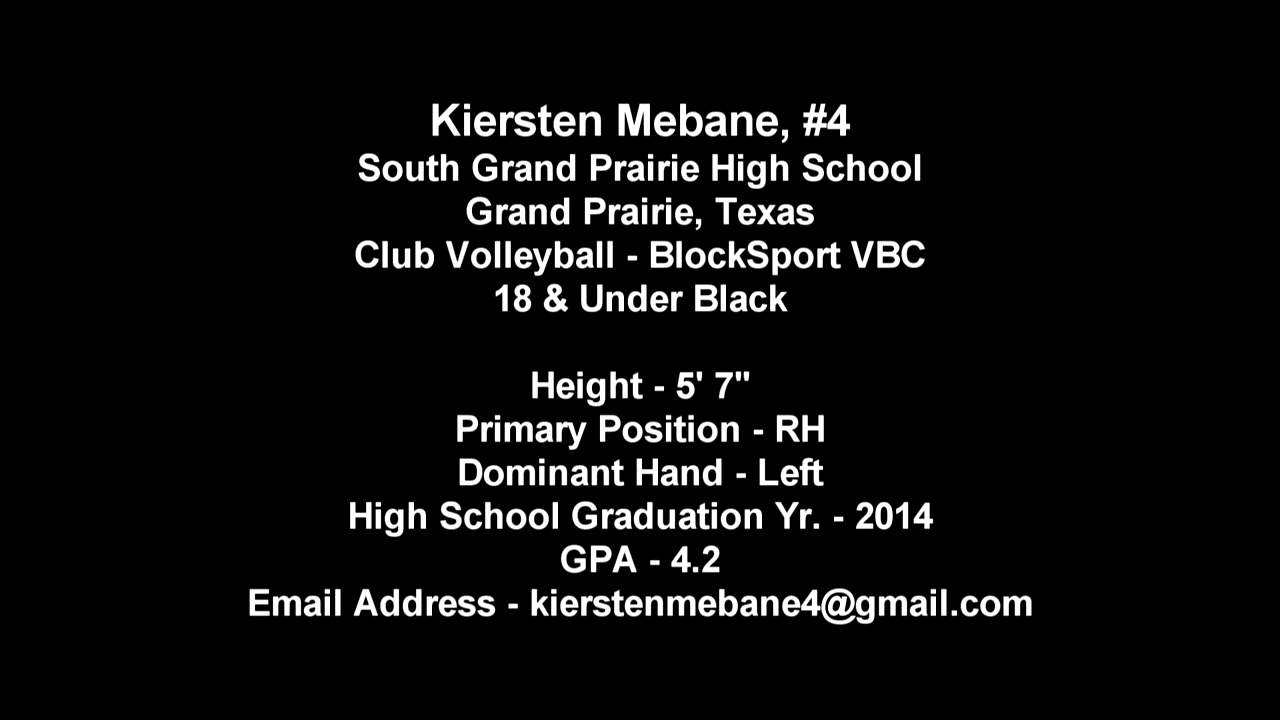 Kiersten Mebane, #4
South Grand Prairie High School
Grand Prairie, Texas
Club Volleyball - BlockSport VBC
18 & Under Black
Height - 5' 7"
Primary Position - RH
Dominant Hand - Left
High School Graduation Yr. - 2014
GPA - 4.2
Email Address - kierstenmebane4@gmail.com